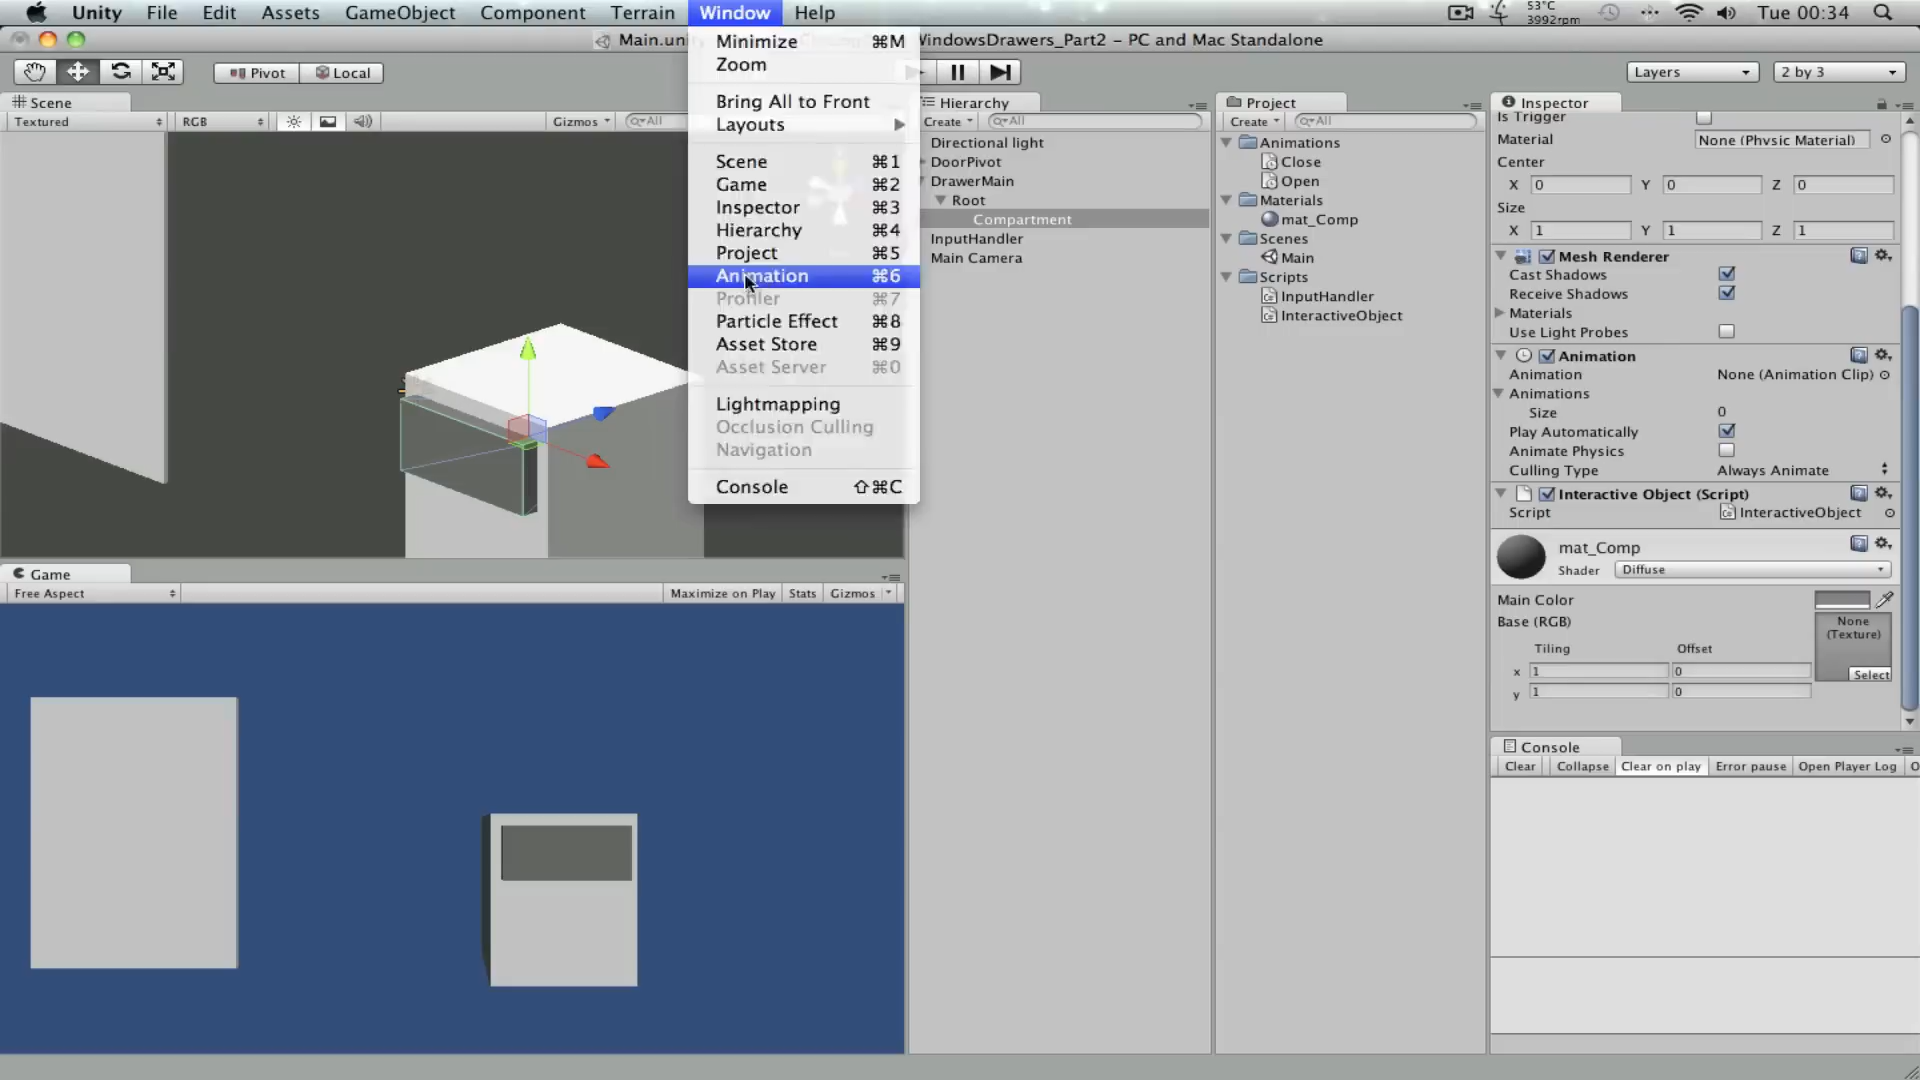 Unity File Edit Assets GameObject Component Terrain Window Help 53°C 3992rpm Tue 00:34
WindowsDrawers_Part2 - PC and Mac Standalone
Pivot Local Layers 2 by 3
Scene
Textured RGB Gizmos All
Minimize ⌘M
Zoom
Bring All to Front
Layouts
Scene ⌘1
Game ⌘2
Inspector ⌘3
Hierarchy ⌘4
Project ⌘5
Animation ⌘6
Profiler ⌘7
Particle Effect ⌘8
Asset Store ⌘9
Asset Server ⌘0
Lightmapping
Occlusion Culling
Navigation
Console ⇧⌘C
Game
Free Aspect Maximize on Play Stats Gizmos
Hierarchy
Create All
Directional light
DoorPivot
DrawerMain
Root
Compartment
InputHandler
Main Camera
Project
Create All
Animations
Close
Open
Materials
mat_Comp
Scenes
Main
Scripts
InputHandler
InteractiveObject
Inspector
Is Trigger
Material None (Physic Material)
Center
X 0 Y 0 Z 0
Size
X 1 Y 1 Z 1
Mesh Renderer
Cast Shadows
Receive Shadows
Materials
Use Light Probes
Animation
Animation None (Animation Clip)
Animations
Size 0
Play Automatically
Animate Physics
Culling Type Always Animate
Interactive Object (Script)
Script InteractiveObject
mat_Comp
Shader Diffuse
Main Color
Base (RGB) None (Texture)
Tiling Offset
x 1 0 Select
y 1 0
Console
Clear Collapse Clear on play Error pause Open Player Log